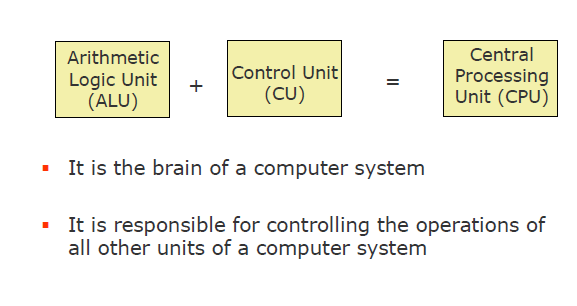 Arithmetic
Logic Unit
(ALU)
+
Control Unit
(CU)
=
Central
Processing
Unit (CPU)
It is the brain of a computer system
It is responsible for controlling the operations of
all other units of a computer system